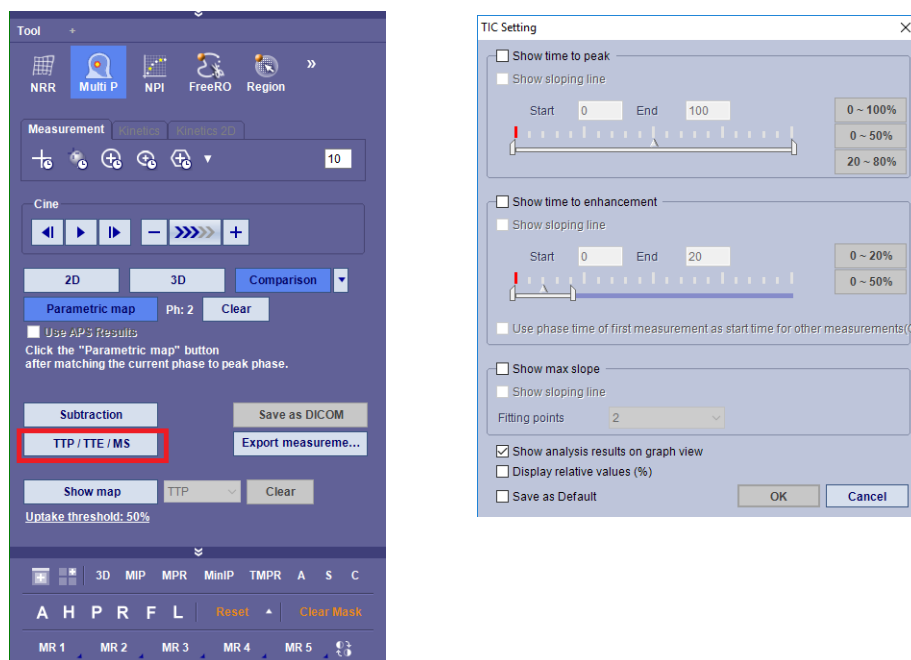 Tool +
NRR Multi P NPI FreeRO Region »
Measurement Kinetics Kinetics 2D
10
Cine
2D 3D Comparison
Parametric map Ph: 2 Clear
Use APS Results
Click the "Parametric map" button
after matching the current phase to peak phase.
Subtraction Save as DICOM
TTP / TTE / MS Export measureme...
Show map TTP Clear
Uptake threshold: 50%
3D MIP MPR MinIP TMPR A S C
A H P R F L Reset Clear Mask
MR 1 MR 2 MR 3 MR 4 MR 5
TIC Setting
Show time to peak
Show sloping line
Start 0 End 100
0 ~ 100%
0 ~ 50%
20 ~ 80%
Show time to enhancement
Show sloping line
Start 0 End 20
0 ~ 20%
0 ~ 50%
Use phase time of first measurement as start time for other measurements(
Show max slope
Show sloping line
Fitting points 2
Show analysis results on graph view
Display relative values (%)
Save as Default OK Cancel